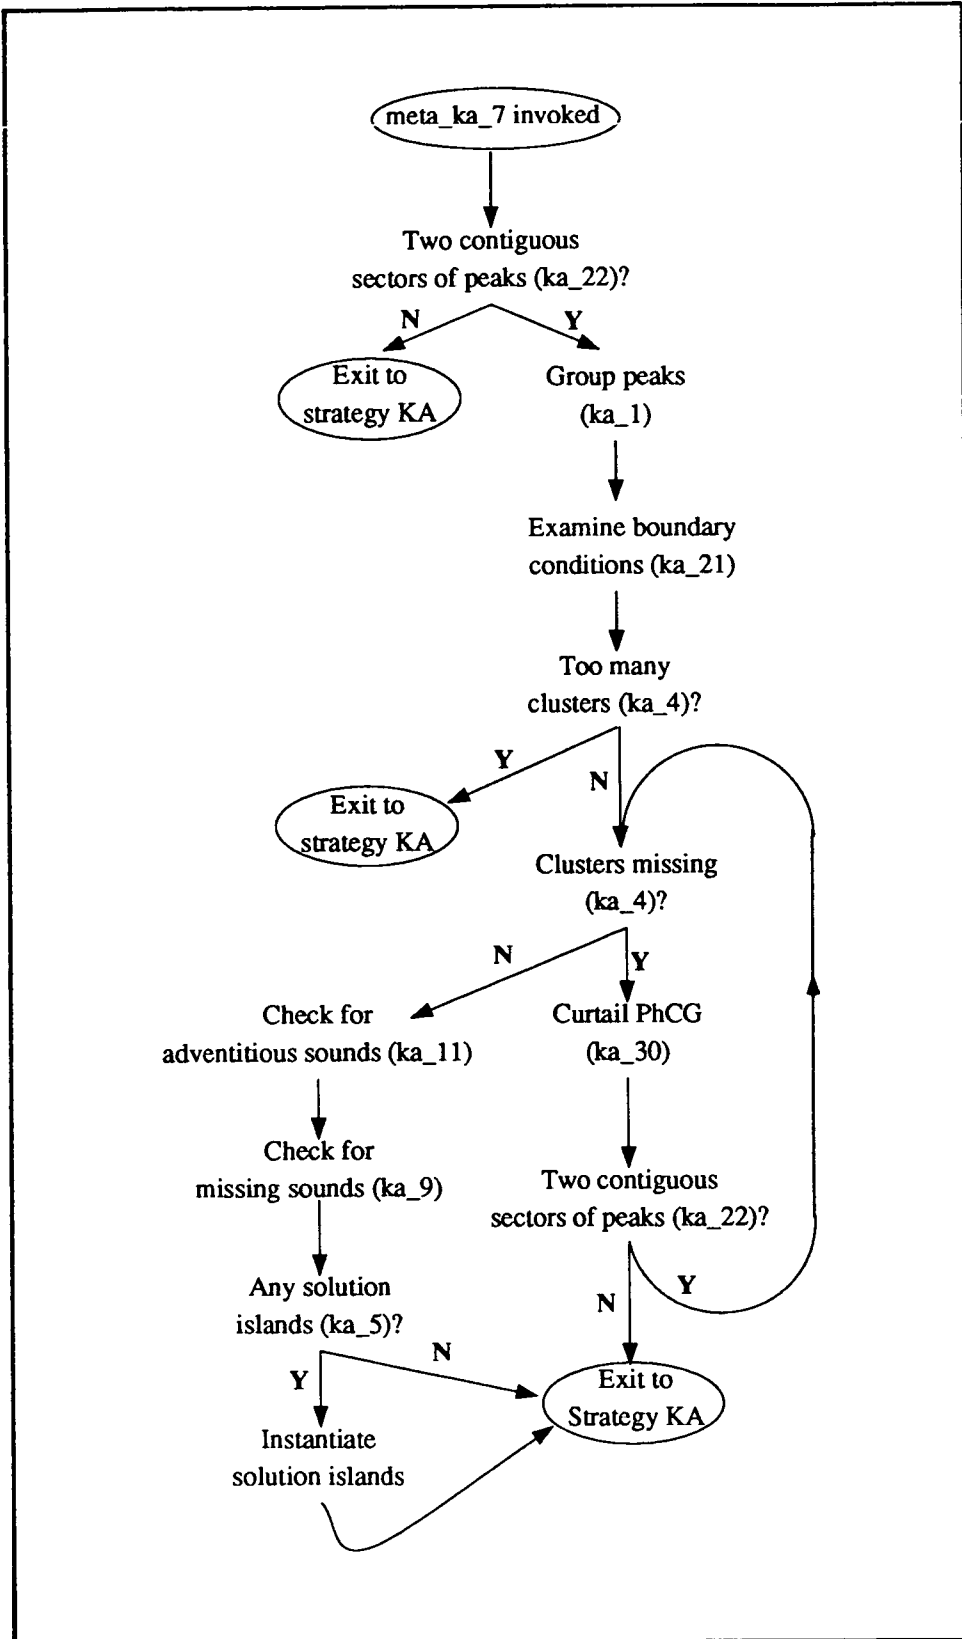 meta_ka_7 invoked
Two contiguous
sectors of peaks (ka_22)?
N
Y
Exit to
strategy KA
Group peaks
(ka_1)
Examine boundary
conditions (ka_21)
Too many
clusters (ka_4)?
Y
N
Exit to
strategy KA
Clusters missing
(ka_4)?
N
Y
Check for
adventitious sounds (ka_11)
Curtail PhCG
(ka_30)
Check for
missing sounds (ka_9)
Two contiguous
sectors of peaks (ka_22)?
Any solution
islands (ka_5)?
N
Y
Y
N
Exit to
Strategy KA
Instantiate
solution islands